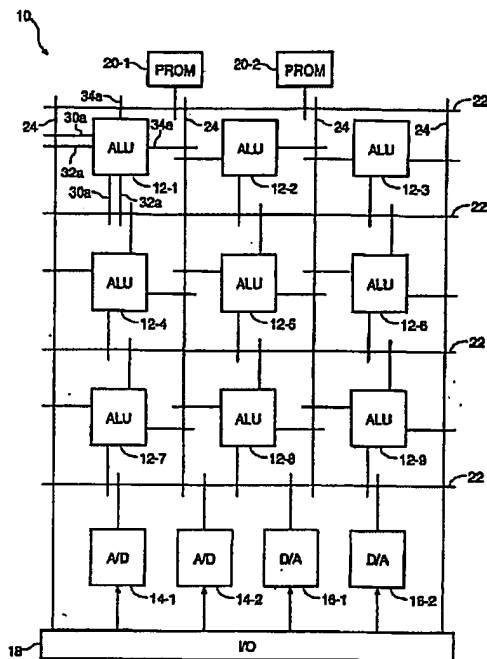 10
20-1 PROM 20-2 PROM
34a 22
24 30a 34a 24 24 24
32a ALU ALU ALU
30a 12-1 12-2 12-3
32a 22
ALU ALU ALU
12-4 12-5 12-6
22
ALU ALU ALU
12-7 12-8 12-9
22
A/D A/D D/A D/A
14-1 14-2 16-1 16-2
18 I/O